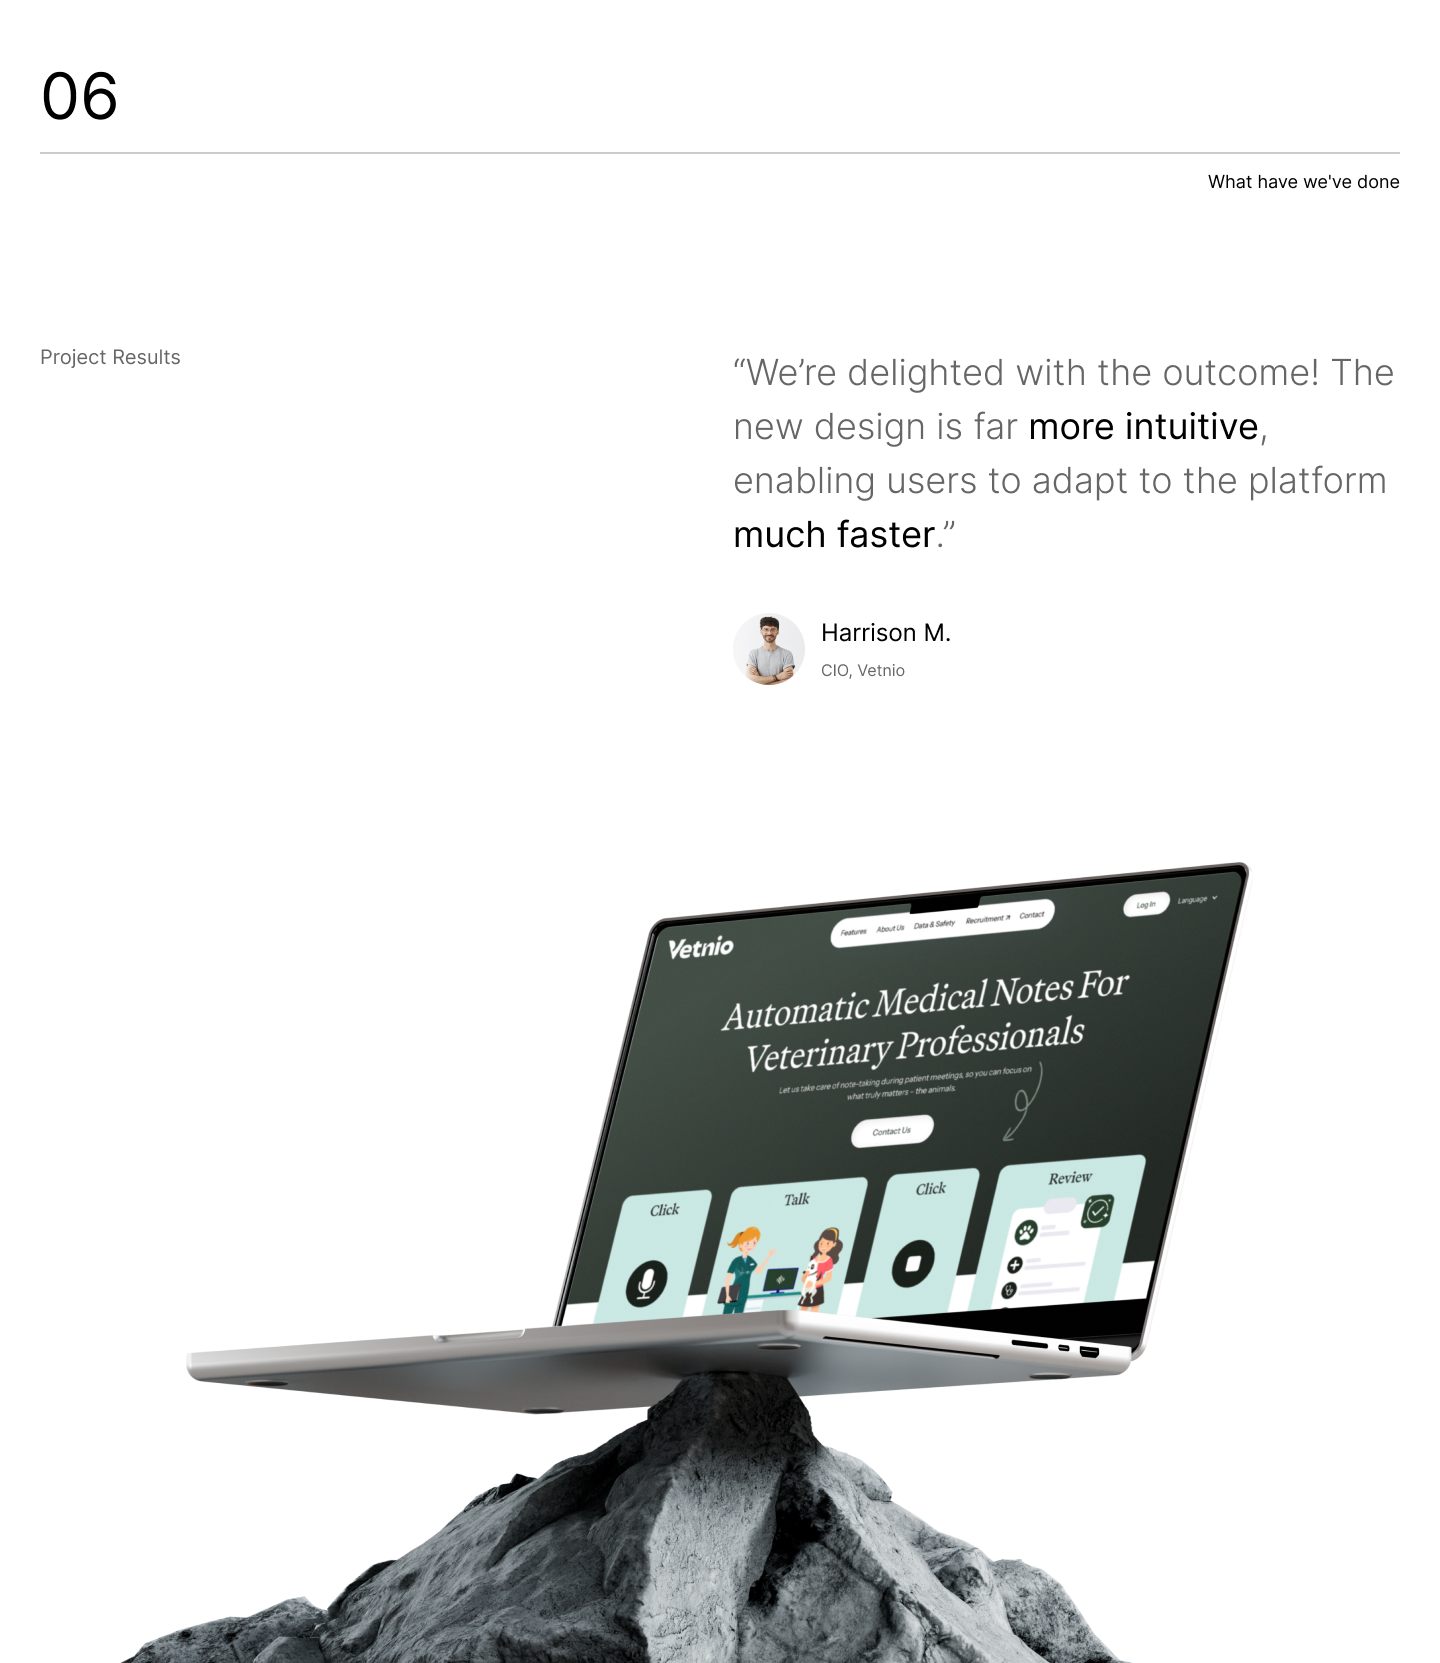 06
What have we've done
Project Results
“We’re delighted with the outcome! The
new design is far more intuitive,
enabling users to adapt to the platform
much faster.”
Harrison M.
CIO, Vetnio
Vetnio
Features About Us Data & Safety Recruitment Contact
Log In
Language
Automatic Medical Notes For
Veterinary Professionals
Let us take care of note-taking during patient meetings, so you can focus on
what truly matters – the animals.
Contact Us
Click
Talk
Click
Review